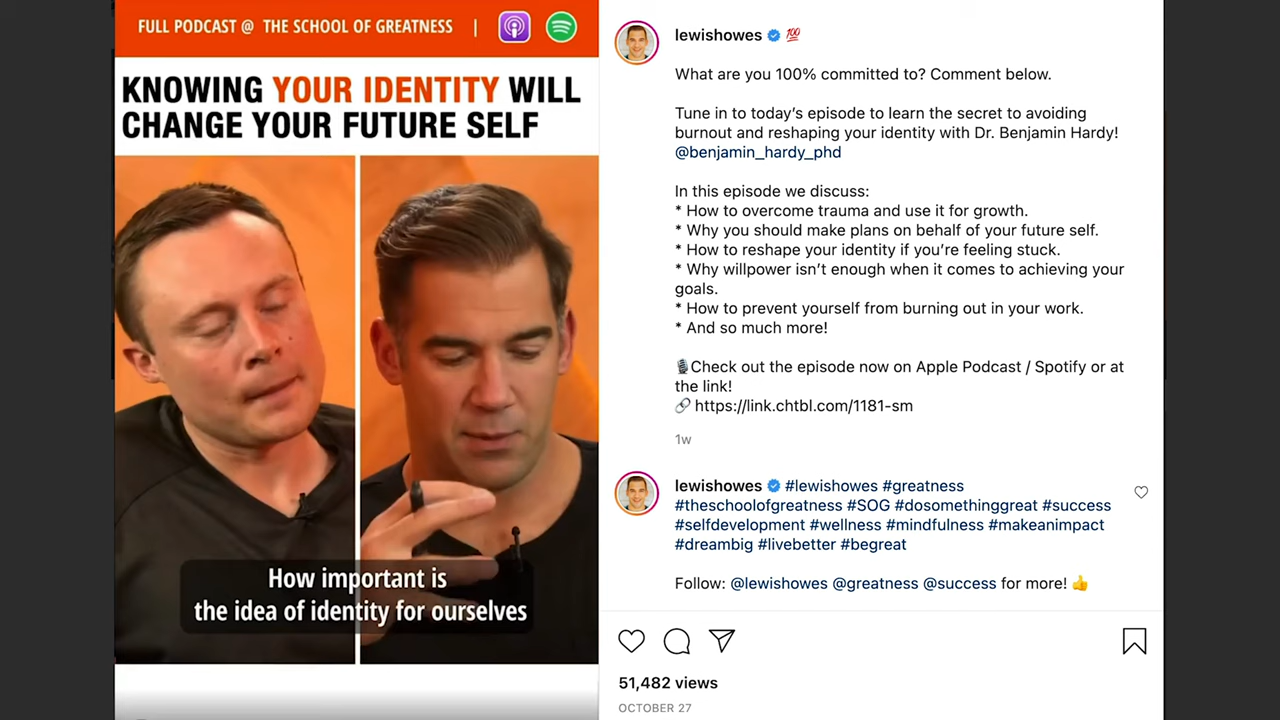 FULL PODCAST @ THE SCHOOL OF GREATNESS |
KNOWING YOUR IDENTITY WILL
CHANGE YOUR FUTURE SELF
How important is
the idea of identity for ourselves
lewishowes 💯
What are you 100% committed to? Comment below.
Tune in to today's episode to learn the secret to avoiding
burnout and reshaping your identity with Dr. Benjamin Hardy!
@benjamin_hardy_phd
In this episode we discuss:
* How to overcome trauma and use it for growth.
* Why you should make plans on behalf of your future self.
* How to reshape your identity if you're feeling stuck.
* Why willpower isn't enough when it comes to achieving your
goals.
* How to prevent yourself from burning out in your work.
* And so much more!
🎙Check out the episode now on Apple Podcast / Spotify or at
the link!
🔗 https://link.chtbl.com/1181-sm
1w
lewishowes #lewishowes #greatness
#theschoolofgreatness #SOG #dosomethinggreat #success
#selfdevelopment #wellness #mindfulness #makeanimpact
#dreambig #livebetter #begreat
Follow: @lewishowes @greatness @success for more! 👍
51,482 views
OCTOBER 27